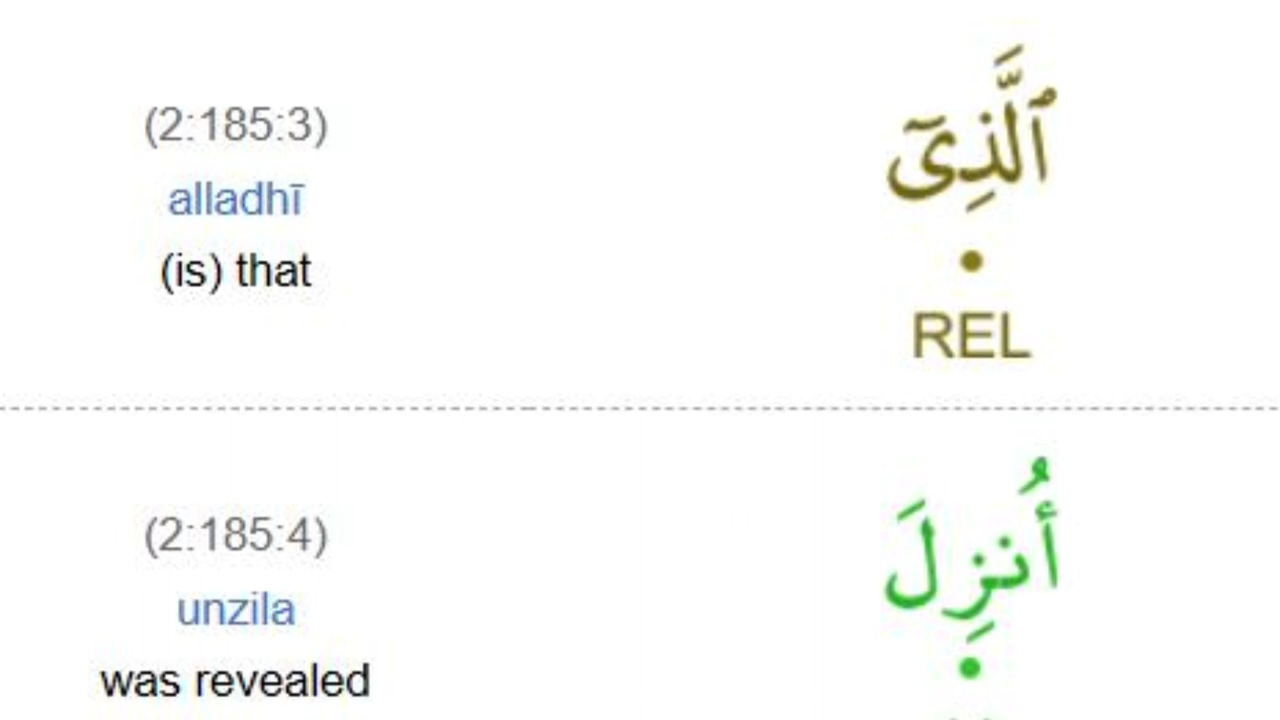 (2:185:3)
alladhī
(is) that
ٱلَّذِىٓ
REL
(2:185:4)
unzila
was revealed
أُنزِلَ